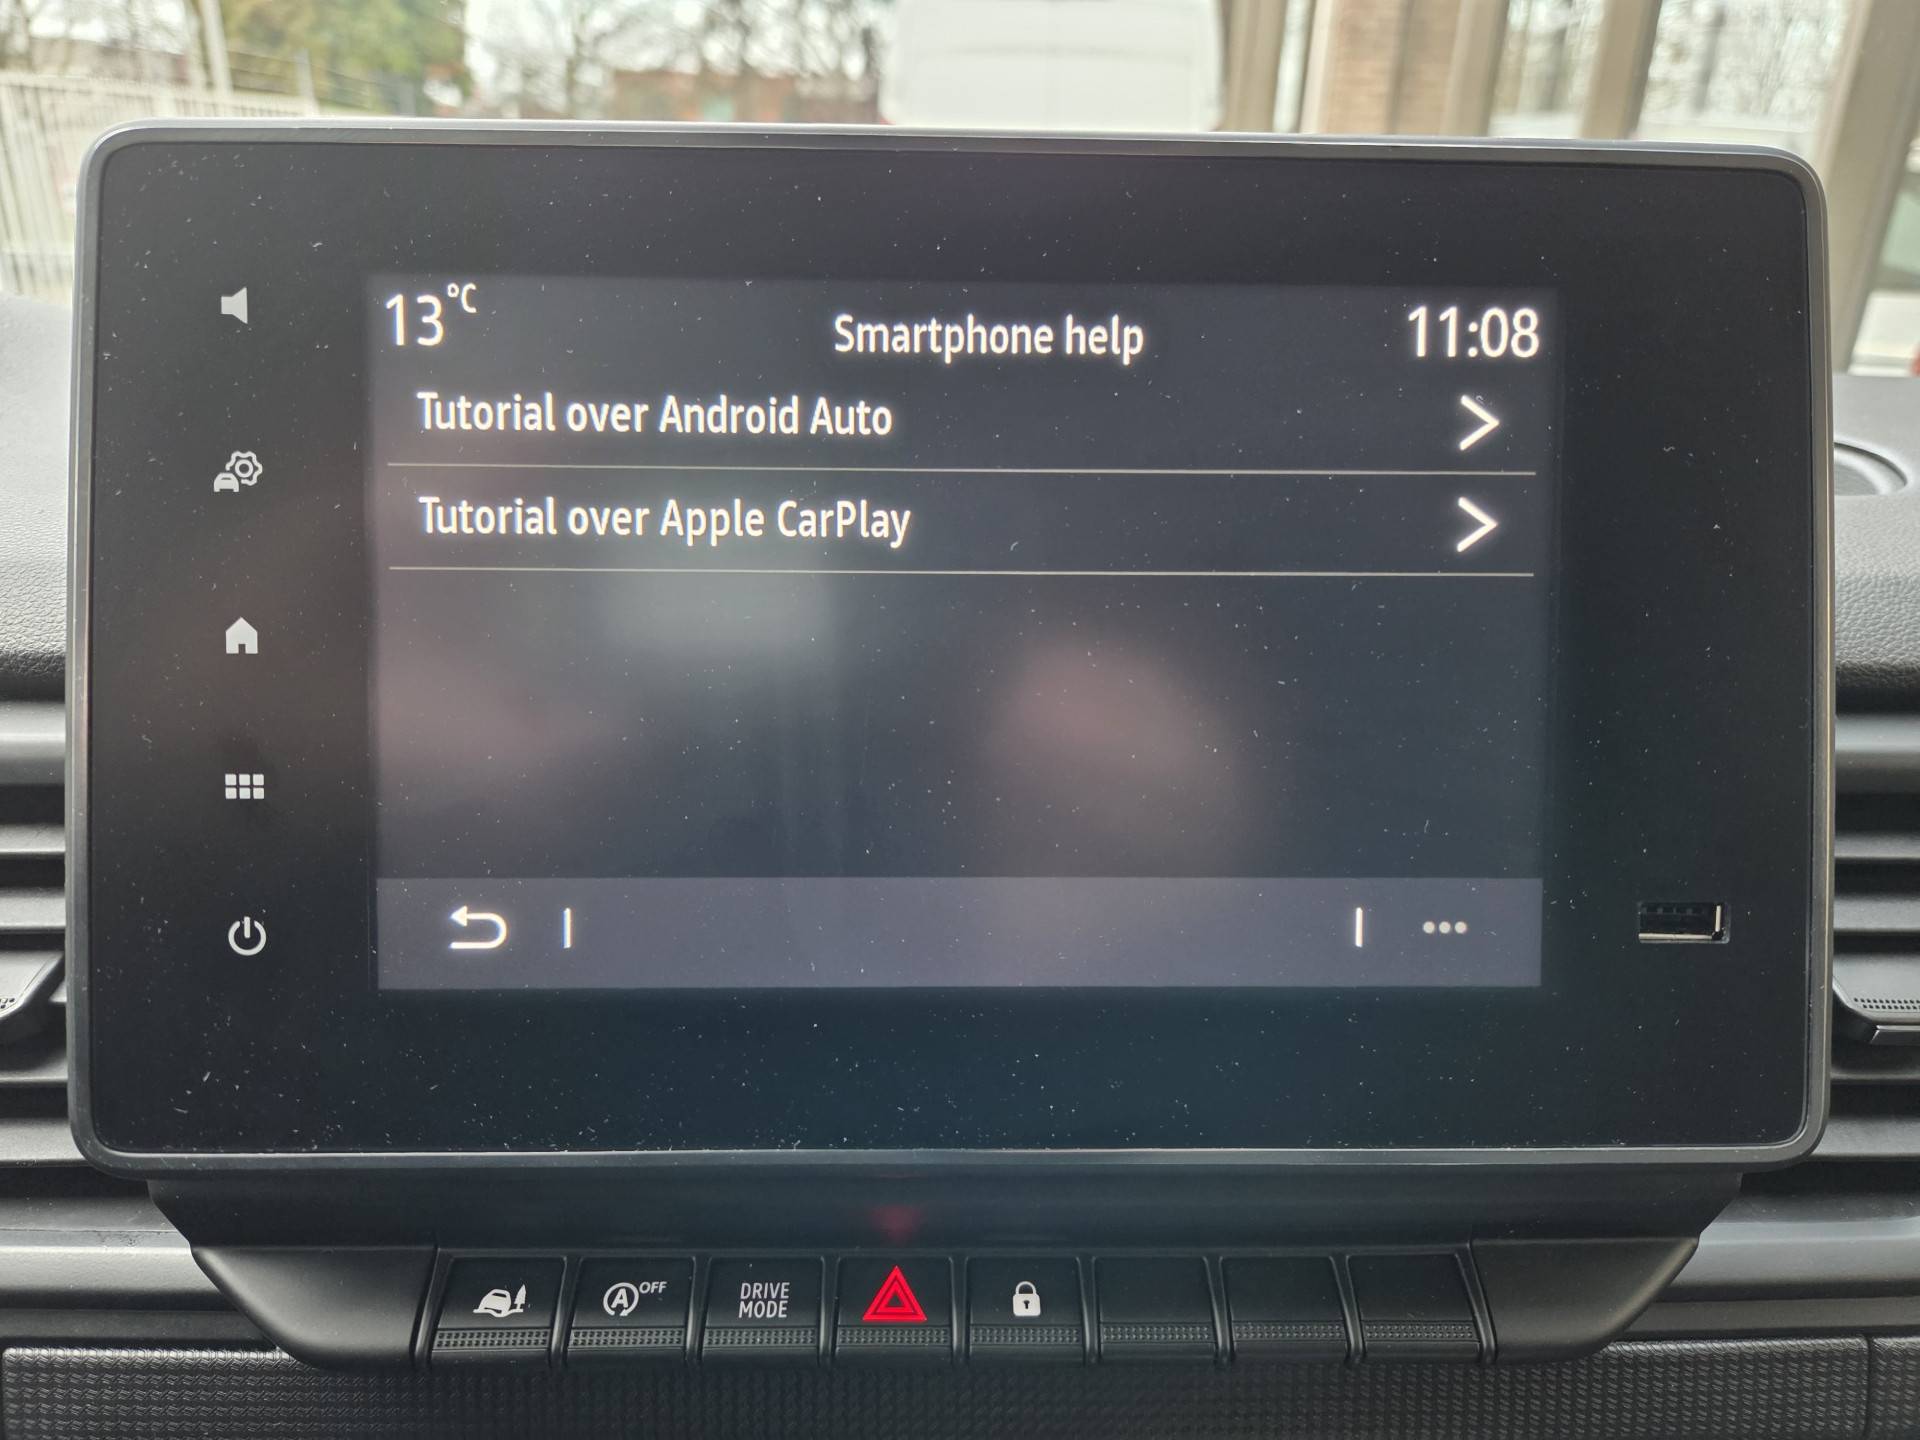 13°C
Smartphone help
11:08
Tutorial over Android Auto
Tutorial over Apple CarPlay
A OFF
DRIVE
MODE